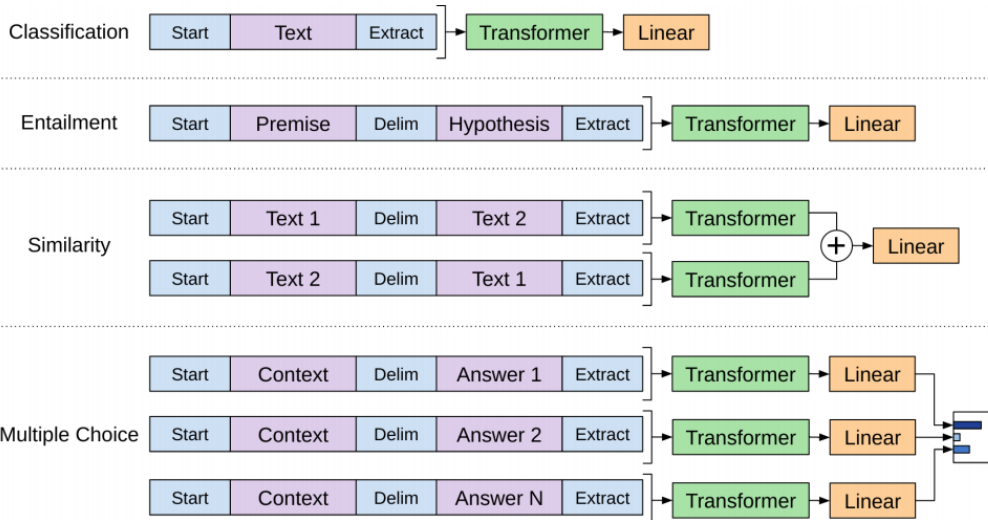 Classification Start Text Extract Transformer Linear
Entailment Start Premise Delim Hypothesis Extract Transformer Linear
Similarity
Start Text 1 Delim Text 2 Extract Transformer
+ Linear
Start Text 2 Delim Text 1 Extract Transformer
Multiple Choice
Start Context Delim Answer 1 Extract Transformer Linear
Start Context Delim Answer 2 Extract Transformer Linear
Start Context Delim Answer N Extract Transformer Linear